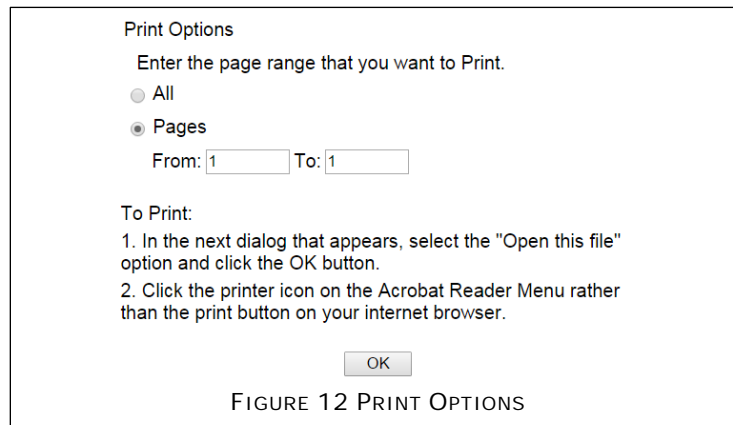 Print Options
Enter the page range that you want to Print.
All
Pages
From: 1 To: 1
To Print:
1. In the next dialog that appears, select the "Open this file"
option and click the OK button.
2. Click the printer icon on the Acrobat Reader Menu rather
than the print button on your internet browser.
OK
FIGURE 12 PRINT OPTIONS